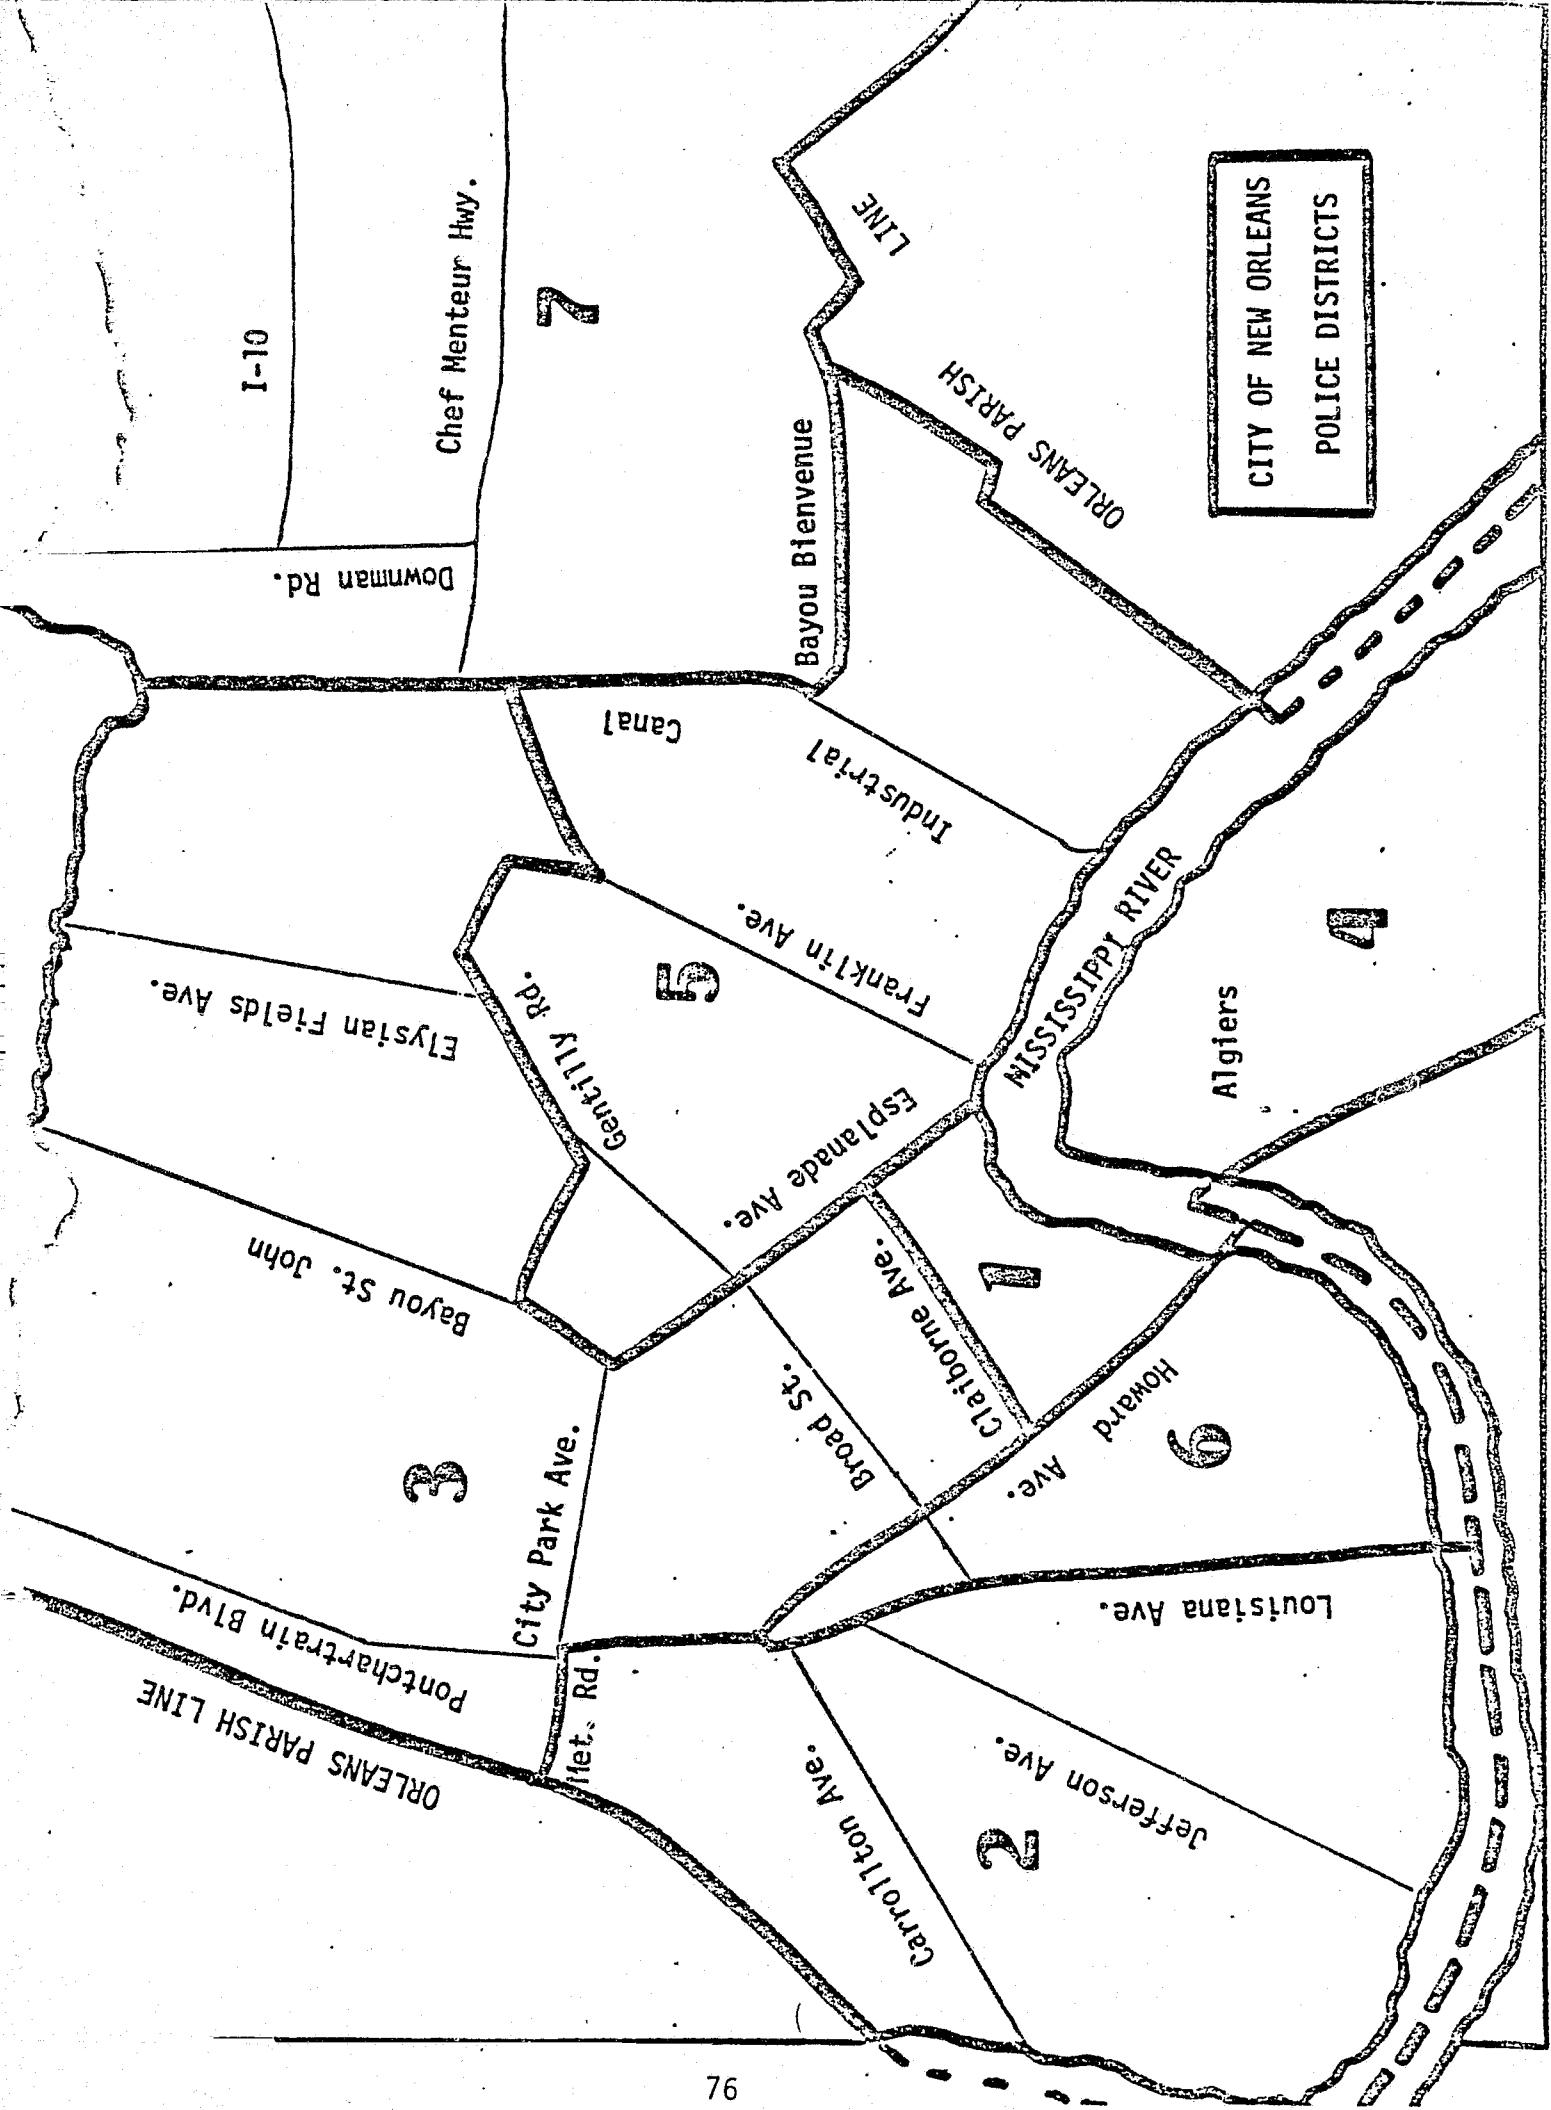 I-10
Chef Menteur Hwy.
7
LINE
ORLEANS PARISH
CITY OF NEW ORLEANS
POLICE DISTRICTS
Downman Rd.
Bayou Bienvenue
Canal
Industrial
Franklin Ave.
5
Elysian Fields Ave.
Gentilly Rd.
MISSISSIPPI RIVER
4
Algiers
Esplanade Ave.
Bayou St. John
Claiborne Ave.
1
Broad St.
Howard
Ave.
6
3
City Park Ave.
Pontchartrain Blvd.
ORLEANS PARISH LINE
Met. Rd.
Louisiana Ave.
Jefferson Ave.
Carrollton Ave.
2
76